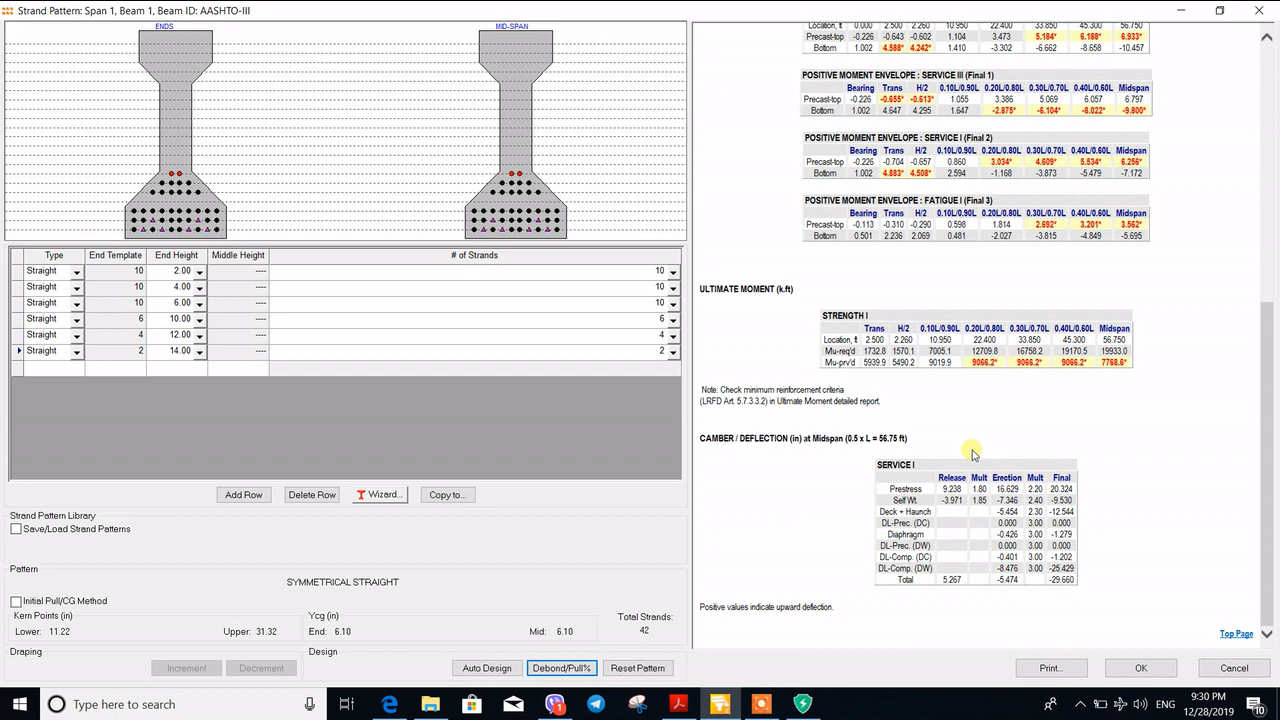 Strand Pattern: Span 1, Beam 1, Beam ID: AASHTO-III
ENDS
MID-SPAN
Type End Template End Height Middle Height # of Strands
Straight 10 2.00 ---- 10
Straight 10 4.00 ---- 10
Straight 10 6.00 ---- 10
Straight 6 10.00 ---- 6
Straight 4 12.00 ---- 4
Straight 2 14.00 ---- 2
Add Row
Delete Row
Wizard...
Copy to...
Strand Pattern Library
Save/Load Strand Patterns
Pattern
SYMMETRICAL STRAIGHT
Initial Pull/CG Method
Kern Points (in)
Lower: 11.22 Upper: 31.32
Ycg (in)
End: 6.10 Mid: 6.10
Total Strands:
42
Draping
Increment
Decrement
Design
Auto Design
Debond/Pull%
Reset Pattern
Location, ft 0.000 2.500 2.260 10.950 22.400 33.850 45.300 56.750
Precast-top -0.226 -0.643 -0.602 1.104 3.473 5.184* 6.188* 6.933*
Bottom 1.002 4.588* 4.242* 1.410 -3.302 -6.662 -8.658 -10.457
POSITIVE MOMENT ENVELOPE : SERVICE III (Final 1)
Bearing Trans H/2 0.10L/0.90L 0.20L/0.80L 0.30L/0.70L 0.40L/0.60L Midspan
Precast-top -0.226 -0.655* -0.613* 1.055 3.386 5.069 6.057 6.797
Bottom 1.002 4.647 4.295 1.647 -2.875* -6.104* -8.022* -9.800*
POSITIVE MOMENT ENVELOPE : SERVICE I (Final 2)
Bearing Trans H/2 0.10L/0.90L 0.20L/0.80L 0.30L/0.70L 0.40L/0.60L Midspan
Precast-top -0.226 -0.704 -0.657 0.860 3.034* 4.609* 5.534* 6.256*
Bottom 1.002 4.883* 4.508* 2.594 -1.168 -3.873 -5.479 -7.172
POSITIVE MOMENT ENVELOPE : FATIGUE I (Final 3)
Bearing Trans H/2 0.10L/0.90L 0.20L/0.80L 0.30L/0.70L 0.40L/0.60L Midspan
Precast-top -0.113 -0.310 -0.290 0.598 1.814 2.692* 3.201* 3.562*
Bottom 0.501 2.236 2.069 0.481 -2.027 -3.815 -4.849 -5.695
ULTIMATE MOMENT (k.ft)
STRENGTH I
Trans H/2 0.10L/0.90L 0.20L/0.80L 0.30L/0.70L 0.40L/0.60L Midspan
Location, ft 2.500 2.260 10.950 22.400 33.850 45.300 56.750
Mu-req'd 1732.8 1570.1 7005.1 12709.8 16758.2 19170.5 19933.0
Mu-prv'd 5939.9 5490.2 9019.9 9066.2* 9066.2* 9066.2* 7768.6*
Note: Check minimum reinforcement criteria
(LRFD Art. 5.7.3.3.2) in Ultimate Moment detailed report.
CAMBER / DEFLECTION (in) at Midspan (0.5 x L = 56.75 ft)
SERVICE I
Release Mult Erection Mult Final
Prestress 9.238 1.80 16.629 2.20 20.324
Self Wt. -3.971 1.85 -7.346 2.40 -9.530
Deck + Haunch -5.454 2.30 -12.544
DL-Prec. (DC) 0.000 3.00 0.000
Diaphragm -0.426 3.00 -1.279
DL-Prec. (DW) 0.000 3.00 0.000
DL-Comp. (DC) -0.401 3.00 -1.202
DL-Comp. (DW) -8.476 3.00 -25.429
Total 5.267 -5.474 -29.660
Positive values indicate upward deflection.
Top Page
Print...
OK
Cancel
Type here to search
ENG
9:30 PM
12/28/2019
10